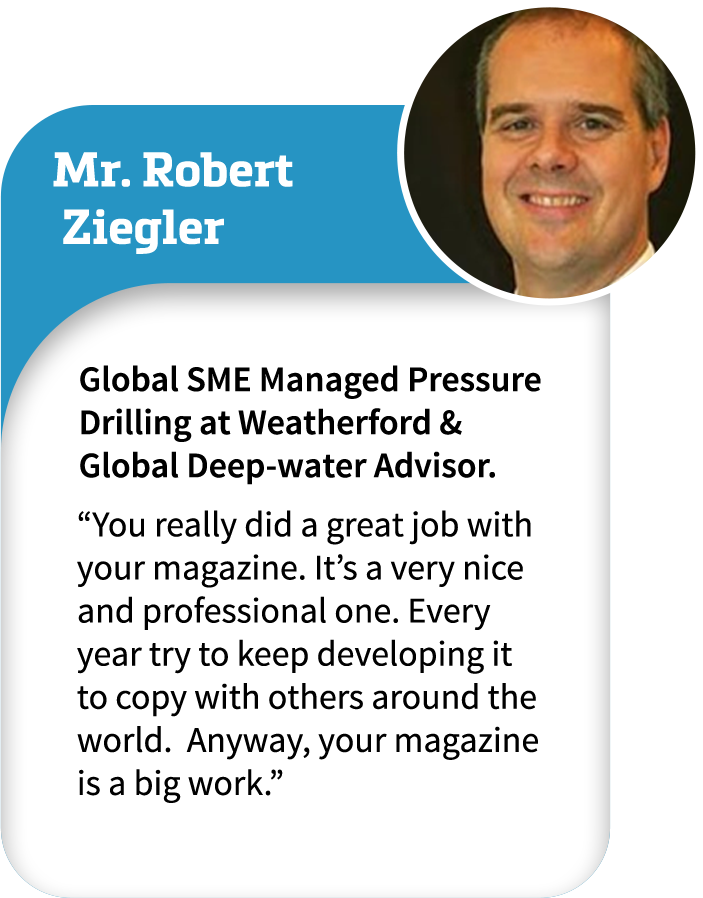 Mr. Robert
Ziegler
Global SME Managed Pressure
Drilling at Weatherford &
Global Deep-water Advisor.
“You really did a great job with
your magazine. It’s a very nice
and professional one. Every
year try to keep developing it
to copy with others around the
world.  Anyway, your magazine
is a big work.”